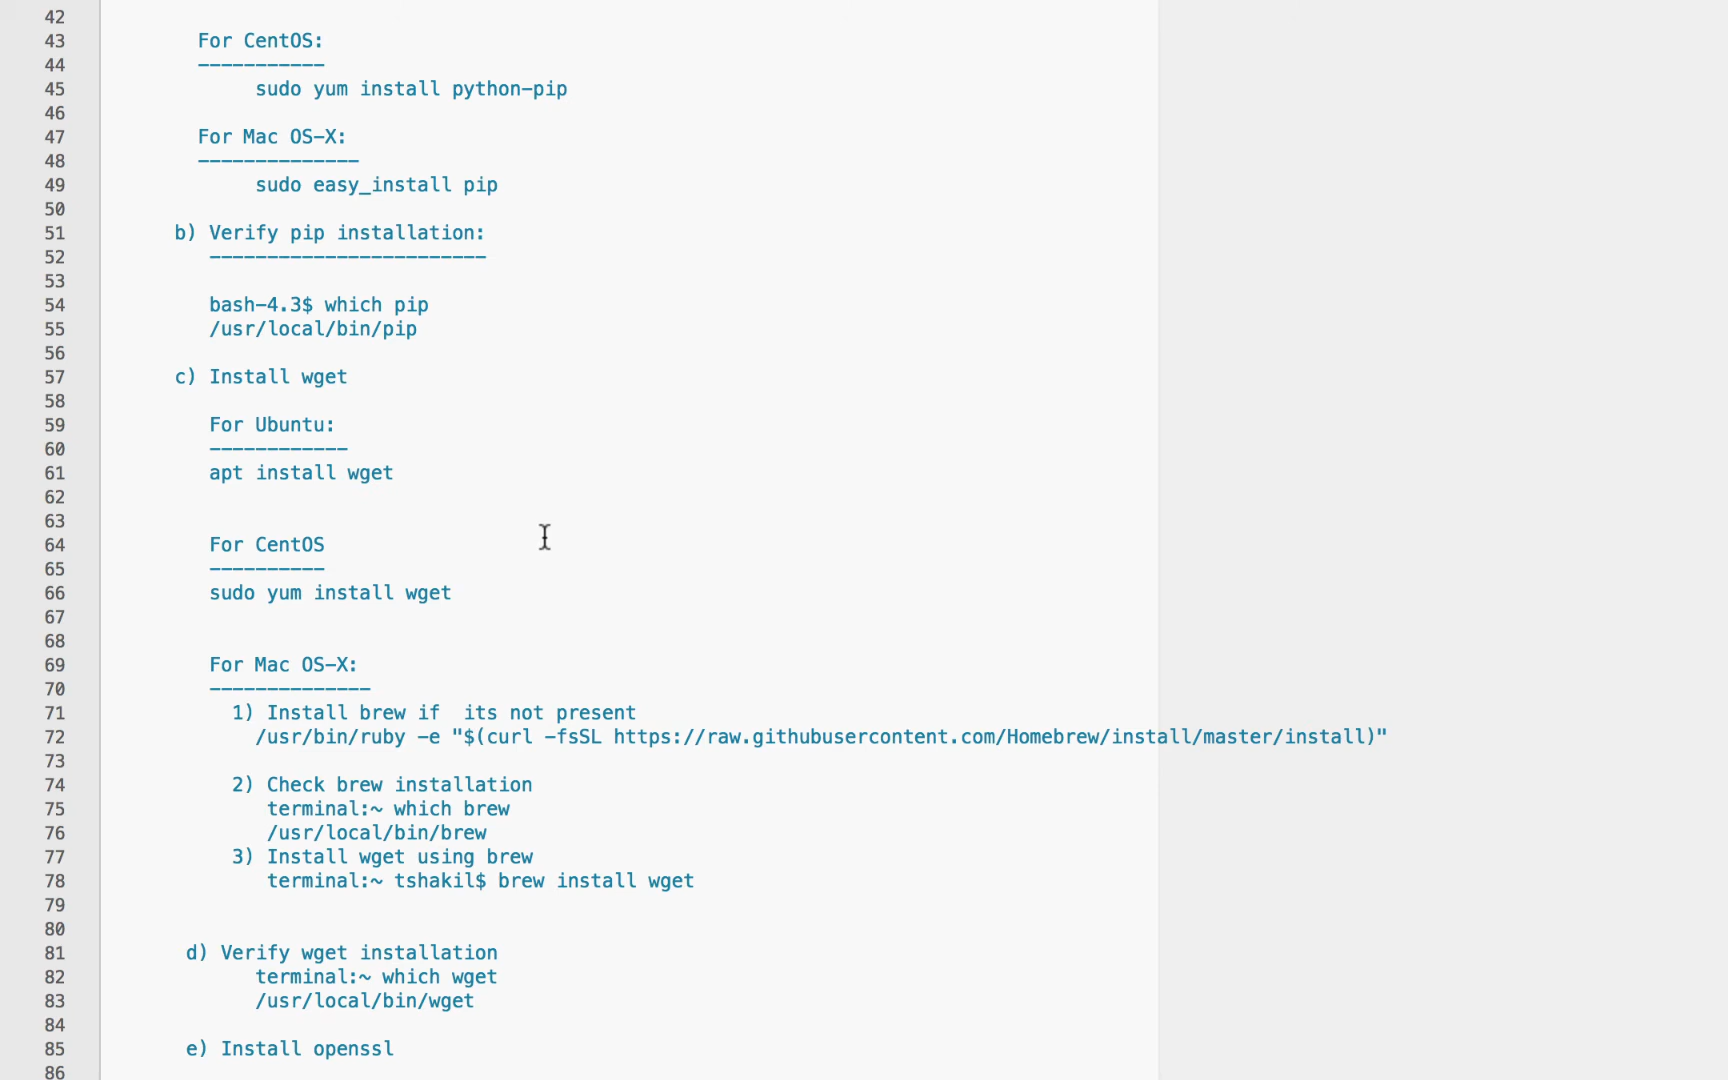 42
43 For CentOS:
44 -----------
45 sudo yum install python-pip
46
47 For Mac OS-X:
48 --------------
49 sudo easy_install pip
50
51 b) Verify pip installation:
52 ------------------------
53
54 bash-4.3$ which pip
55 /usr/local/bin/pip
56
57 c) Install wget
58
59 For Ubuntu:
60 ------------
61 apt install wget
62
63
64 For CentOS
65 ----------
66 sudo yum install wget
67
68
69 For Mac OS-X:
70 --------------
71 1) Install brew if  its not present
72 /usr/bin/ruby -e "$(curl -fsSL https://raw.githubusercontent.com/Homebrew/install/master/install)"
73
74 2) Check brew installation
75 terminal:~ which brew
76 /usr/local/bin/brew
77 3) Install wget using brew
78 terminal:~ tshakil$ brew install wget
79
80
81 d) Verify wget installation
82 terminal:~ which wget
83 /usr/local/bin/wget
84
85 e) Install openssl
86